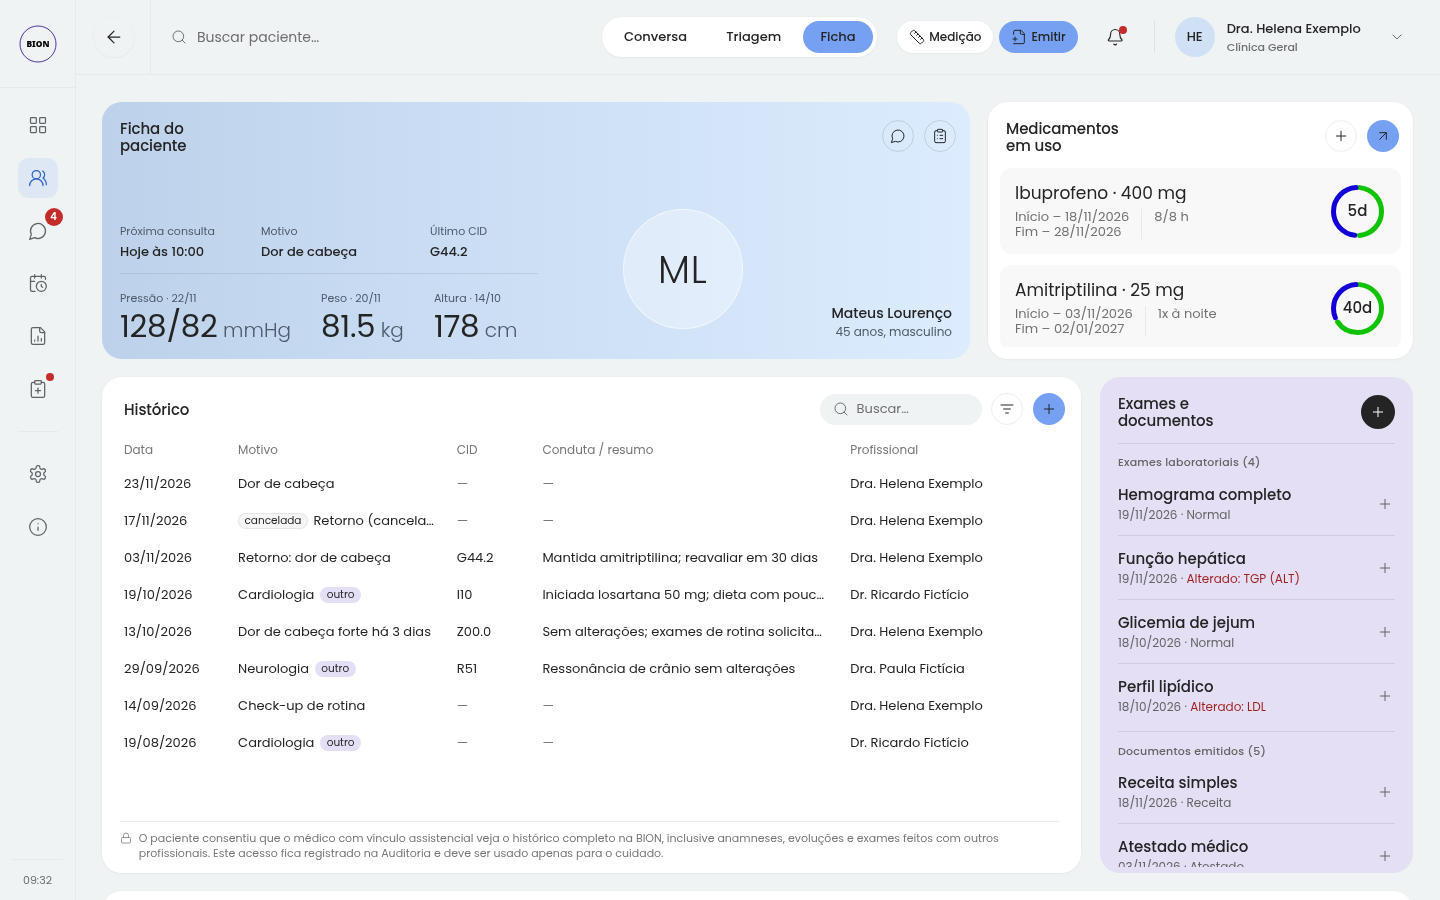 BION
Buscar paciente...
Conversa
Triagem
Ficha
Medição
Emitir
HE
Dra. Helena Exemplo
Clínica Geral
4
09:32
Ficha do
paciente
Próxima consulta
Motivo
Último CID
Hoje às 10:00
Dor de cabeça
G44.2
Pressão · 22/11
Peso · 20/11
Altura · 14/10
128/82 mmHg
81.5 kg
178 cm
ML
Mateus Lourenço
45 anos, masculino
Medicamentos
em uso
Ibuprofeno · 400 mg
Início – 18/11/2026
8/8 h
Fim – 28/11/2026
5d
Amitriptilina · 25 mg
Início – 03/11/2026
1x à noite
Fim – 02/01/2027
40d
Histórico
Buscar...
Data Motivo CID Conduta / resumo Profissional
23/11/2026 Dor de cabeça — — Dra. Helena Exemplo
17/11/2026 cancelada Retorno (cancela... — — Dra. Helena Exemplo
03/11/2026 Retorno: dor de cabeça G44.2 Mantida amitriptilina; reavaliar em 30 dias Dra. Helena Exemplo
19/10/2026 Cardiologia outro I10 Iniciada losartana 50 mg; dieta com pouc... Dr. Ricardo Fictício
13/10/2026 Dor de cabeça forte há 3 dias Z00.0 Sem alterações; exames de rotina solicita... Dra. Helena Exemplo
29/09/2026 Neurologia outro R51 Ressonância de crânio sem alterações Dra. Paula Fictícia
14/09/2026 Check-up de rotina — — Dra. Helena Exemplo
19/08/2026 Cardiologia outro — — Dr. Ricardo Fictício
O paciente consentiu que o médico com vínculo assistencial veja o histórico completo na BION, inclusive anamneses, evoluções e exames feitos com outros
profissionais. Este acesso fica registrado na Auditoria e deve ser usado apenas para o cuidado.
Exames e
documentos
Exames laboratoriais (4)
Hemograma completo
19/11/2026 · Normal
Função hepática
19/11/2026 · Alterado: TGP (ALT)
Glicemia de jejum
18/10/2026 · Normal
Perfil lipídico
18/10/2026 · Alterado: LDL
Documentos emitidos (5)
Receita simples
18/11/2026 · Receita
Atestado médico
03/11/2026 · Atestado